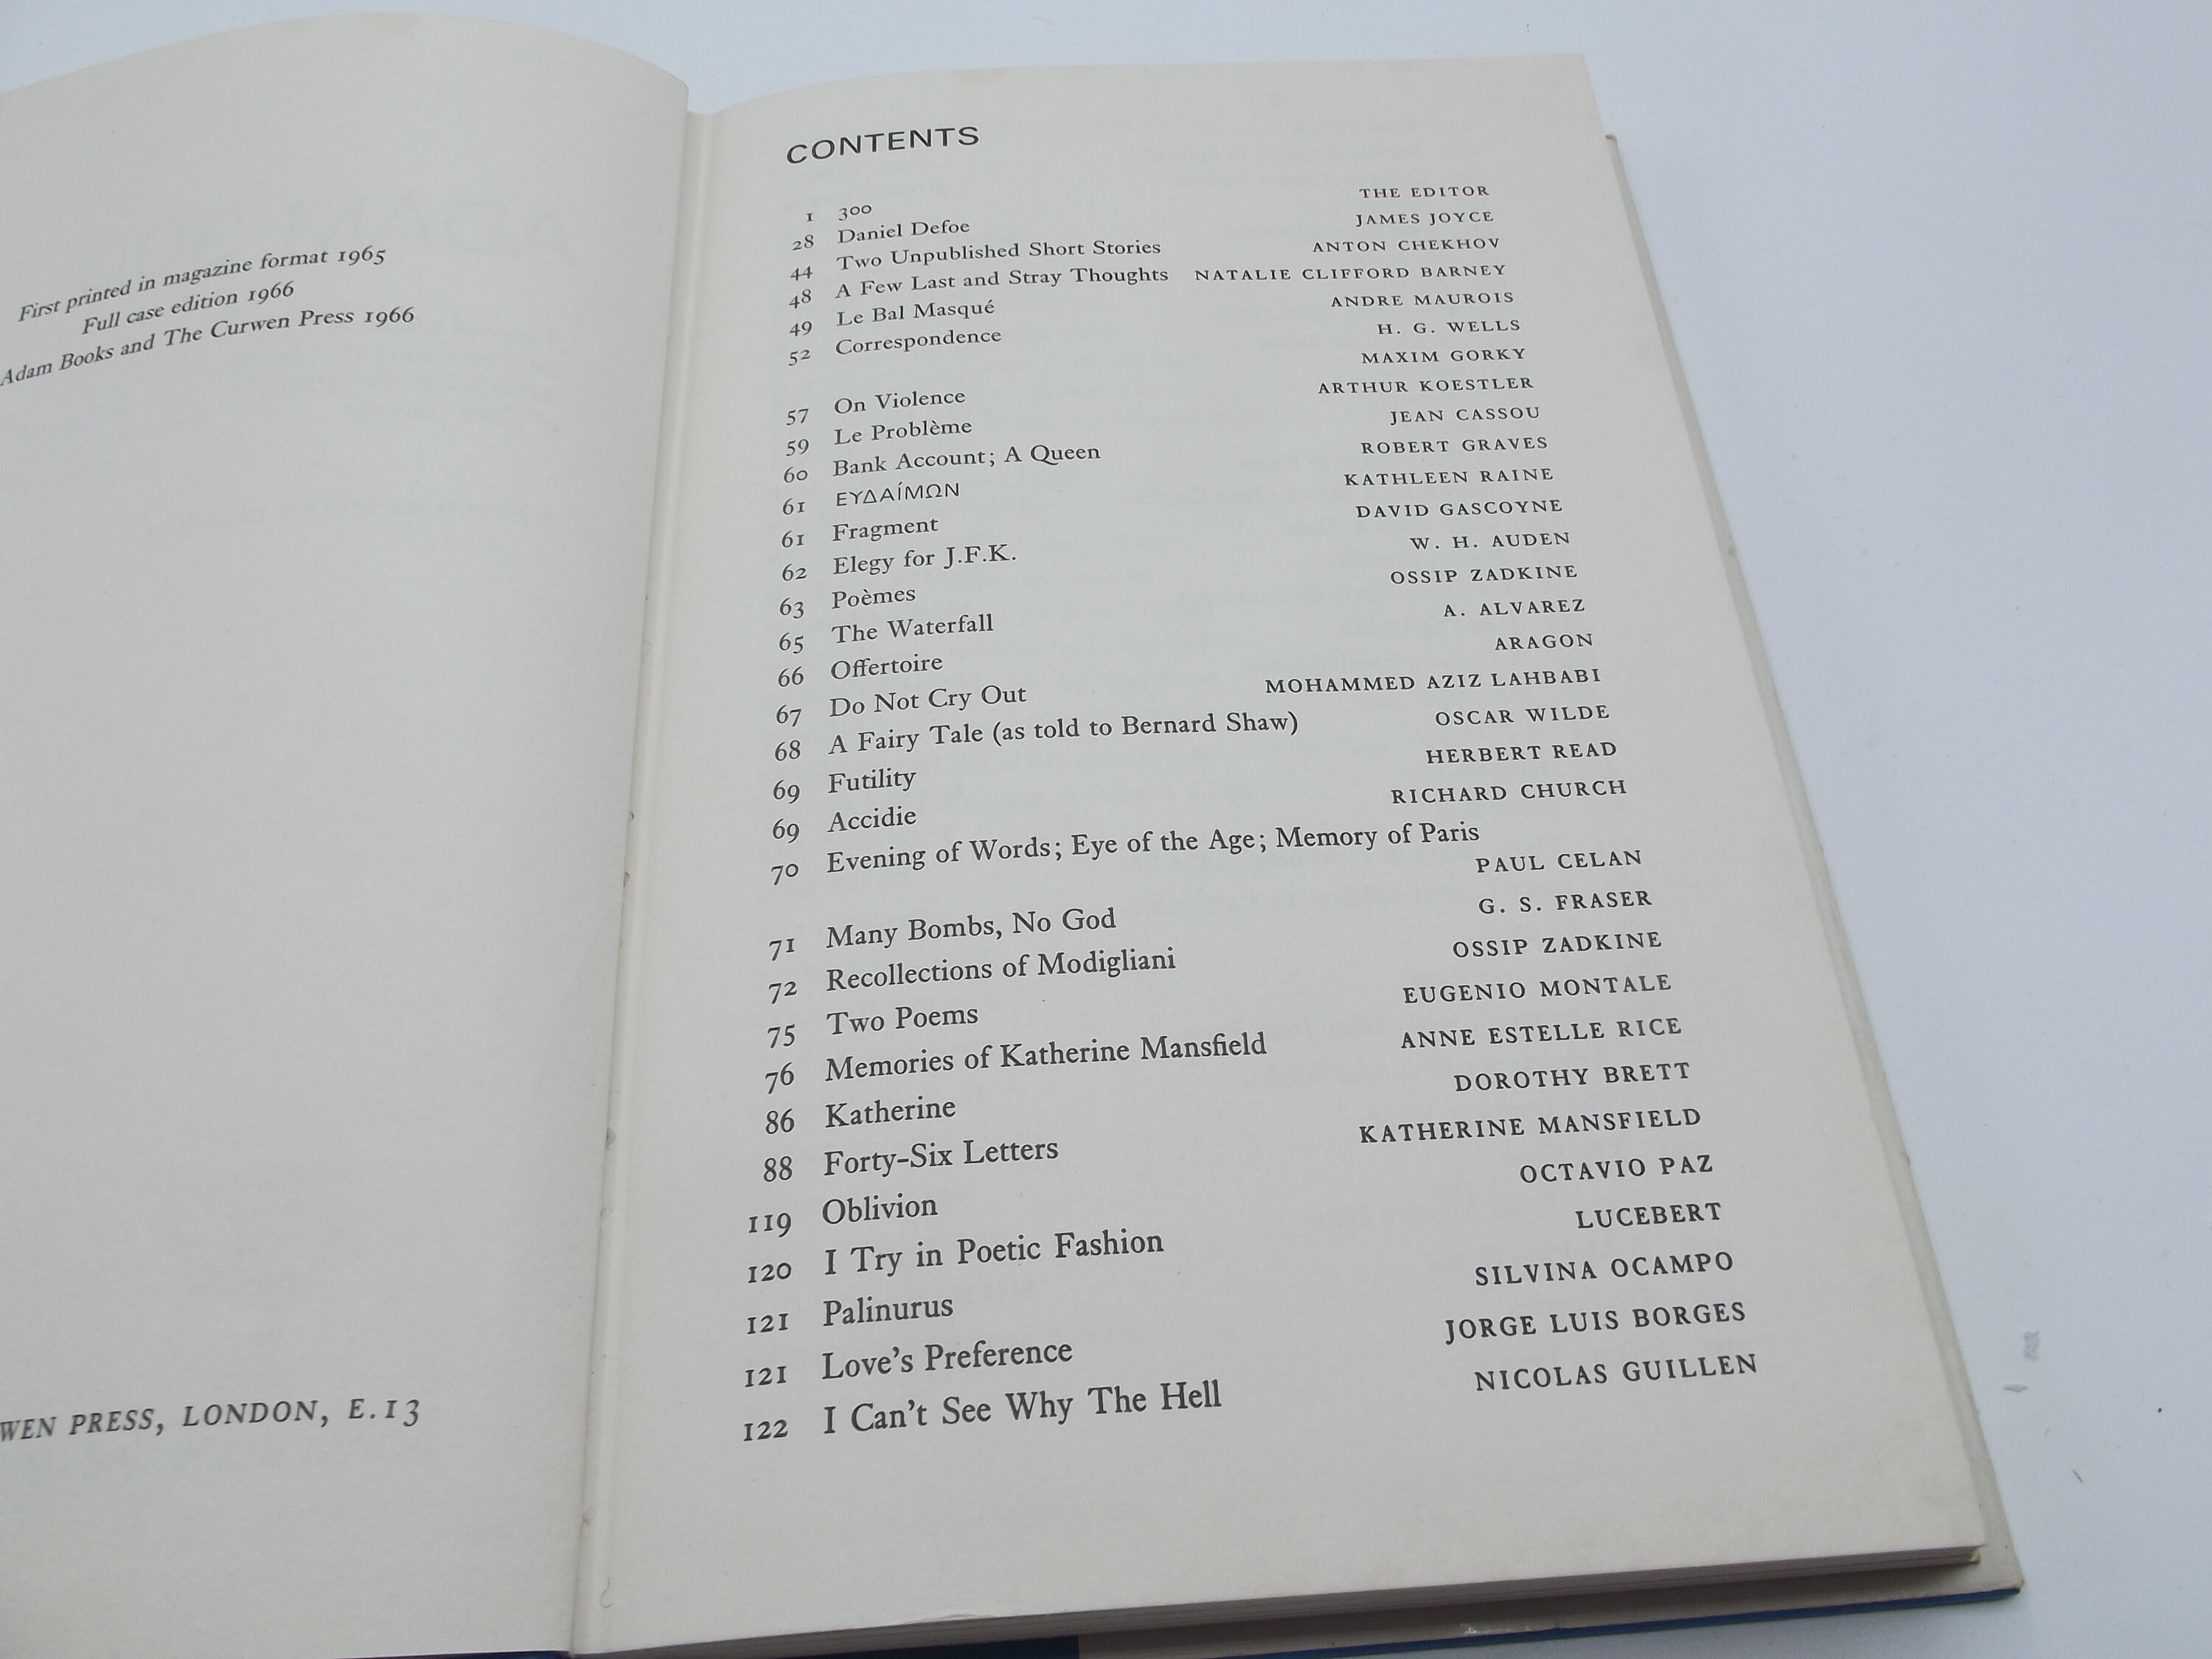 First printed in magazine format 1965
Full case edition 1966
Adam Books and The Curwen Press 1966
WEN PRESS, LONDON, E.13
CONTENTS
1 300 THE EDITOR
28 Daniel Defoe JAMES JOYCE
44 Two Unpublished Short Stories ANTON CHEKHOV
48 A Few Last and Stray Thoughts NATALIE CLIFFORD BARNEY
49 Le Bal Masqué ANDRE MAUROIS
52 Correspondence H. G. WELLS
MAXIM GORKY
57 On Violence ARTHUR KOESTLER
59 Le Problème JEAN CASSOU
60 Bank Account; A Queen ROBERT GRAVES
61 ΕΥΔΑΊΜΩΝ KATHLEEN RAINE
61 Fragment DAVID GASCOYNE
62 Elegy for J.F.K. W. H. AUDEN
63 Poèmes OSSIP ZADKINE
65 The Waterfall A. ALVAREZ
66 Offertoire ARAGON
67 Do Not Cry Out MOHAMMED AZIZ LAHBABI
68 A Fairy Tale (as told to Bernard Shaw) OSCAR WILDE
69 Futility HERBERT READ
69 Accidie RICHARD CHURCH
70 Evening of Words; Eye of the Age; Memory of Paris
PAUL CELAN
71 Many Bombs, No God G. S. FRASER
72 Recollections of Modigliani OSSIP ZADKINE
75 Two Poems EUGENIO MONTALE
76 Memories of Katherine Mansfield ANNE ESTELLE RICE
86 Katherine DOROTHY BRETT
88 Forty-Six Letters KATHERINE MANSFIELD
119 Oblivion OCTAVIO PAZ
120 I Try in Poetic Fashion LUCEBERT
121 Palinurus SILVINA OCAMPO
121 Love's Preference JORGE LUIS BORGES
122 I Can't See Why The Hell NICOLAS GUILLEN